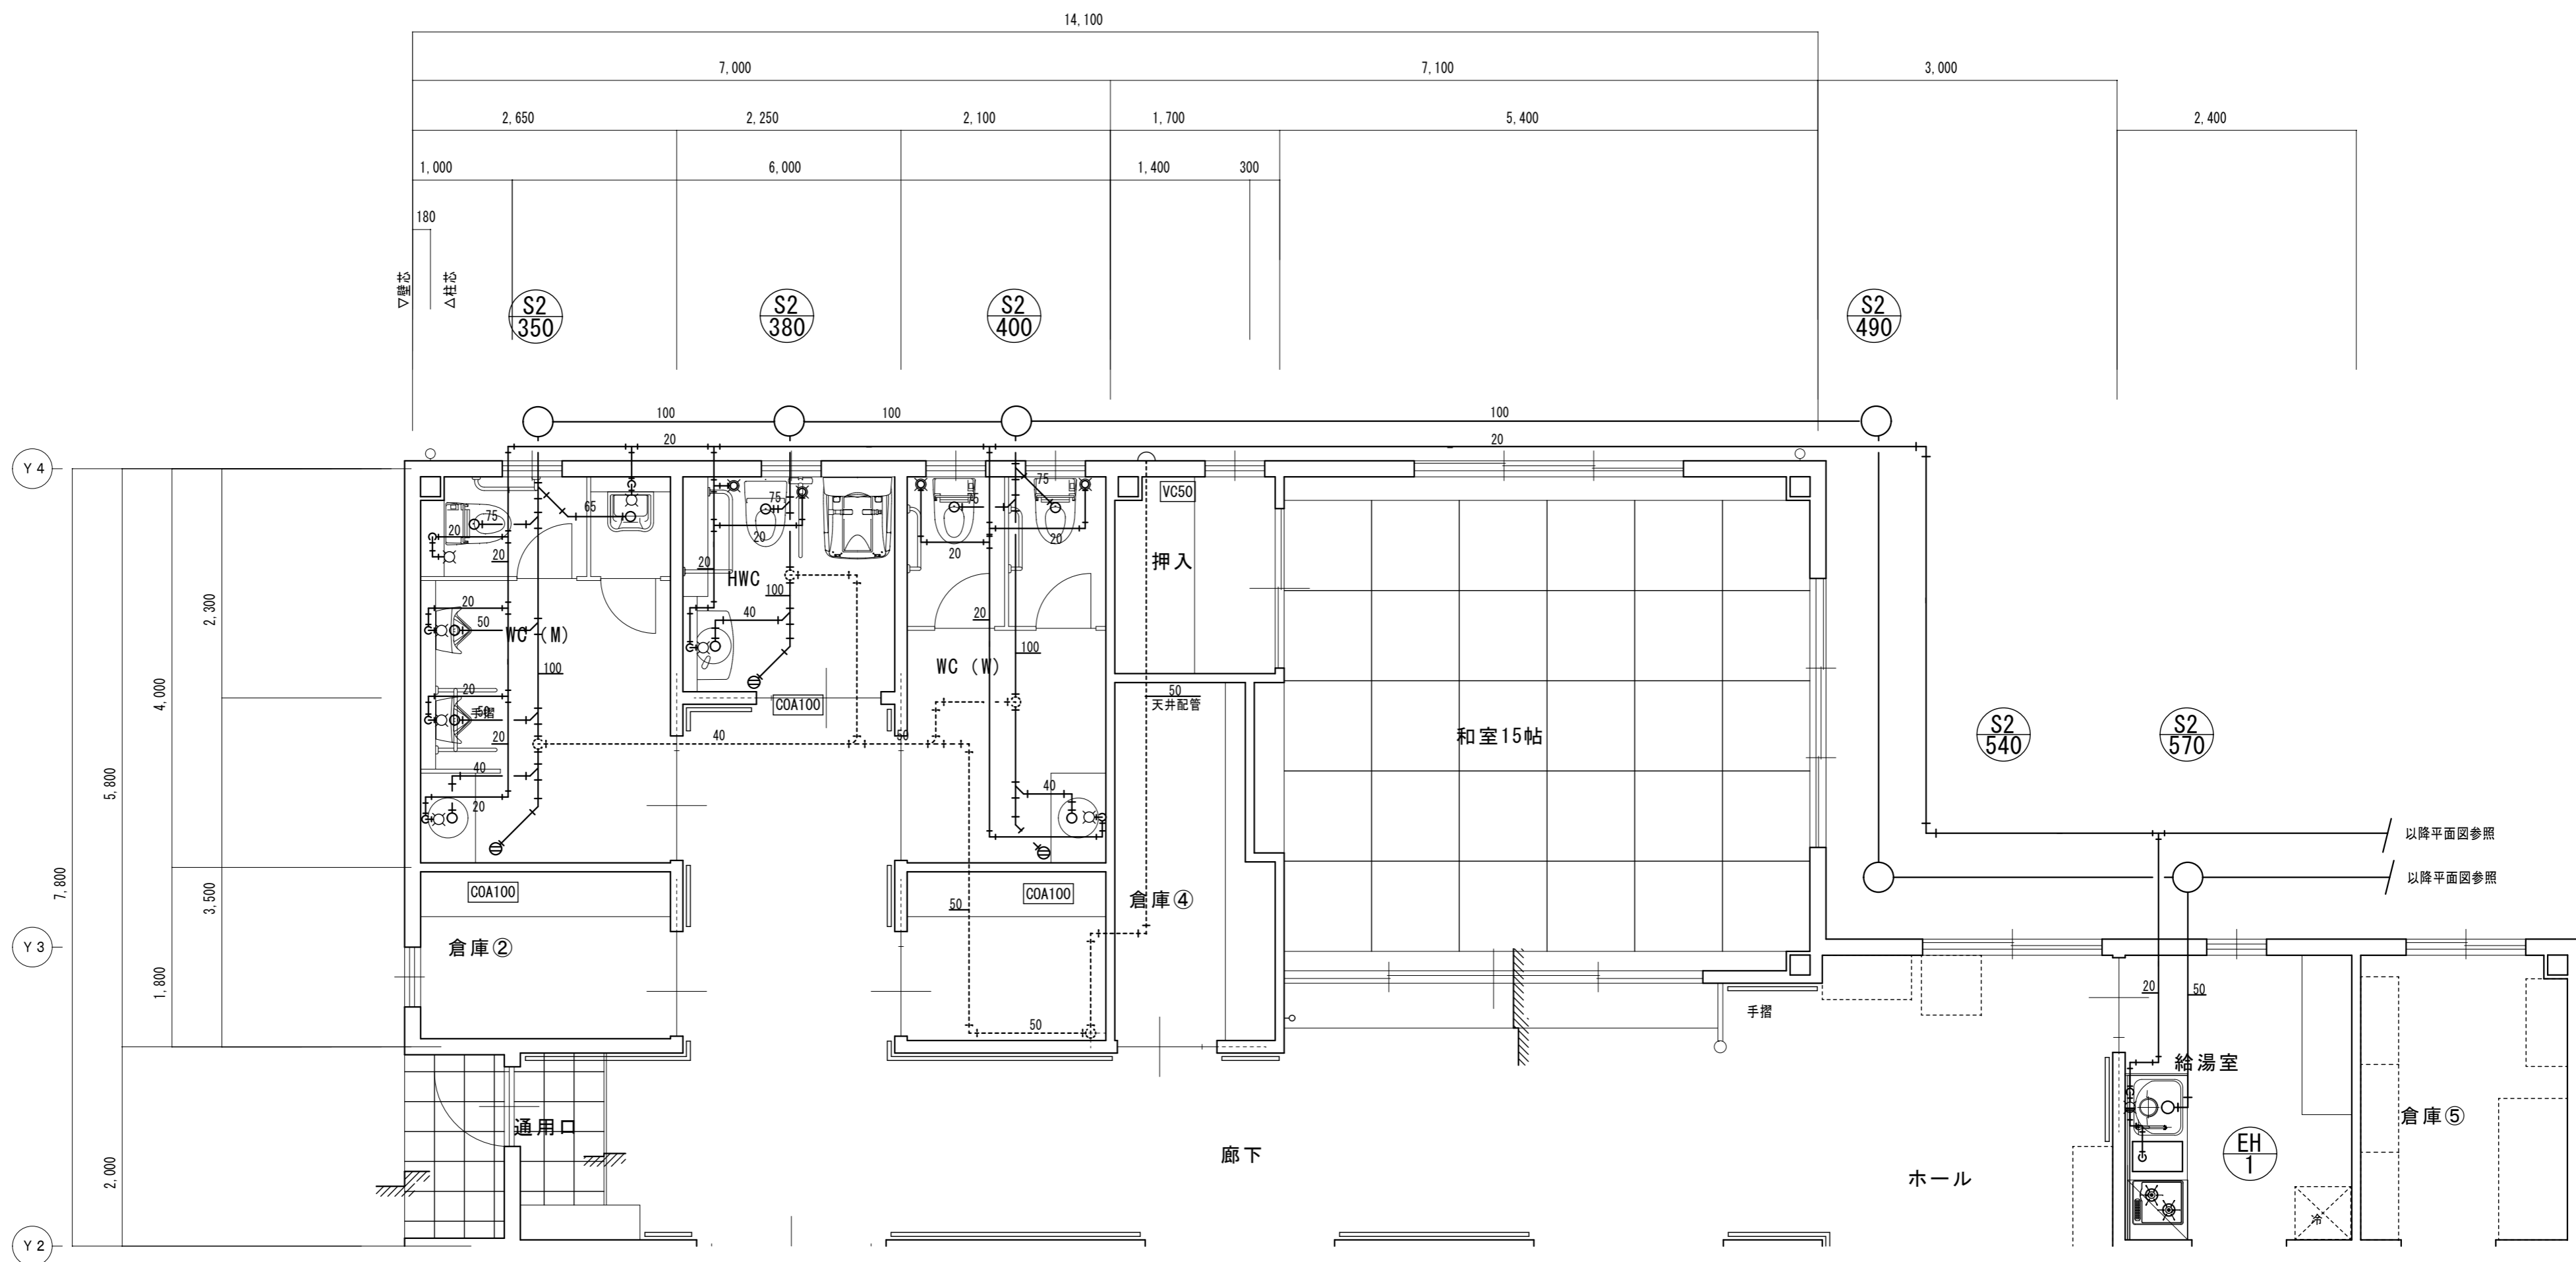 14,100
7,000
7,100
3,000
2,650
2,250
2,100
1,700
5,400
2,400
1,000
6,000
1,400
300
180
▽壁芯
△柱芯
S2
350
S2
380
S2
400
S2
490
100
100
100
20
20
Y4
VC50
75
75
75
75
65
20
20
20
20
20
20
押入
HWC
100
2,300
20
40
20
50
WC (M)
100
WC (W)
100
4,000
20
50
手摺
50
天井配管
COA100
和室15帖
S2
540
S2
570
20
40
50
5,800
40
20
40
以降平面図参照
以降平面図参照
7,800
3,500
COA100
COA100
倉庫④
50
Y3
倉庫②
1,800
20
50
手摺
50
給湯室
通用口
倉庫⑤
廊下
EH
1
ホール
2,000
冷
Y2